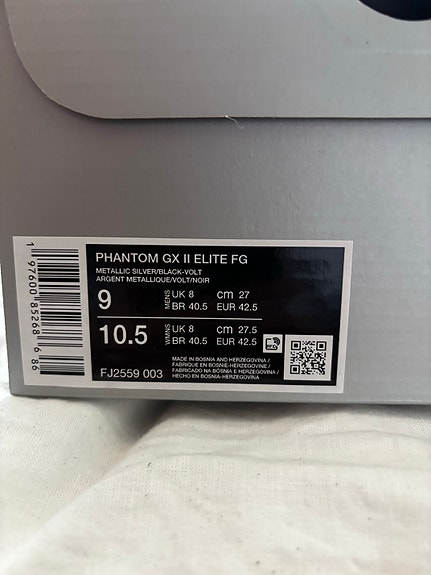 PHANTOM GX II ELITE FG
METALLIC SILVER/BLACK-VOLT
ARGENT METALLIQUE/VOLT/NOIR
9 MENS UK 8 cm 27
BR 40.5 EUR 42.5
10.5 WMNS UK 8 cm 27.5
BR 40.5 EUR 42.5
MADE IN BOSNIA AND HERZEGOVINA /
FABRIQUE EN BOSNIE-HERZEGOVINE /
FABRICADO NA BOSNIA E HERZEGOVINA /
HECHO EN BOSNIA-HERZEGOVINA
FJ2559 003
1 97600 85268 6 86